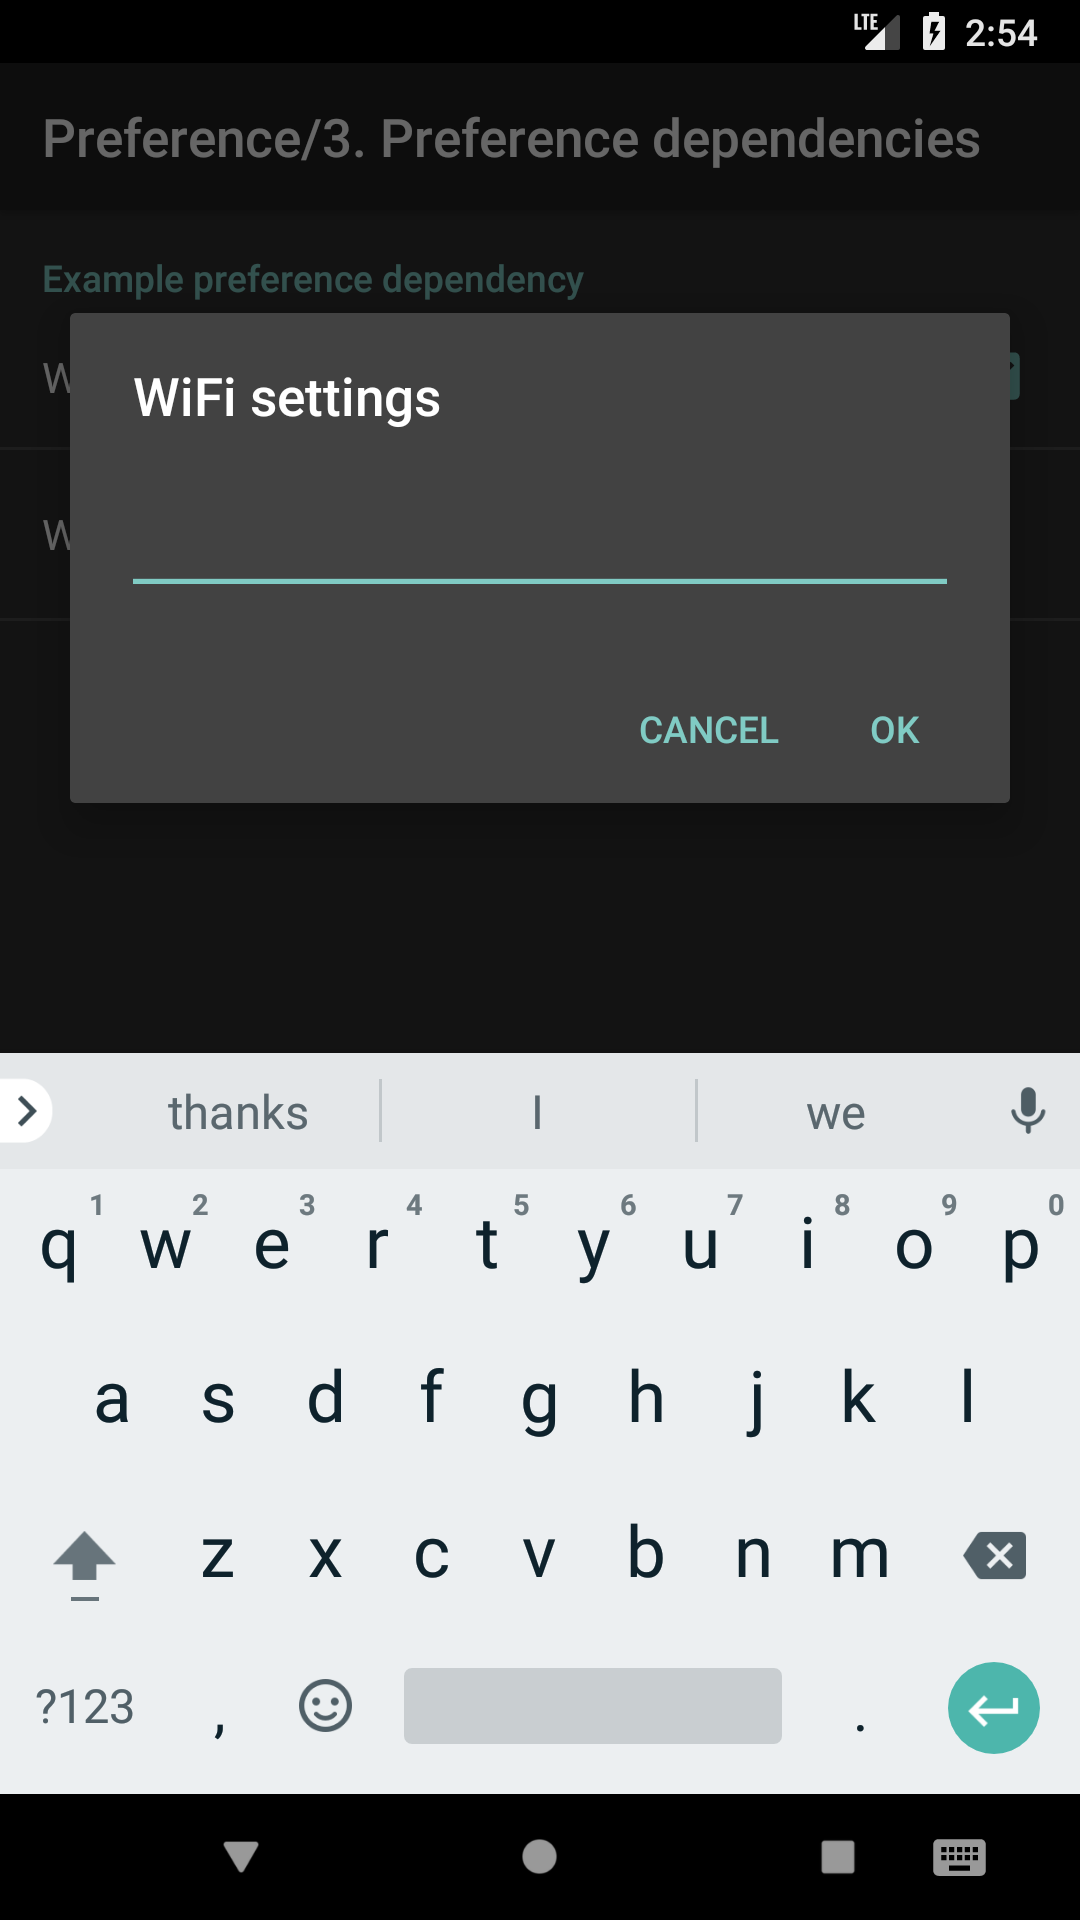 LTE 2:54
Preference/3. Preference dependencies
Example preference dependency
W
WiFi settings
W
CANCEL OK
thanks I we
1 2 3 4 5 6 7 8 9 0
q w e r t y u i o p
a s d f g h j k l
z x c v b n m
?123 , .